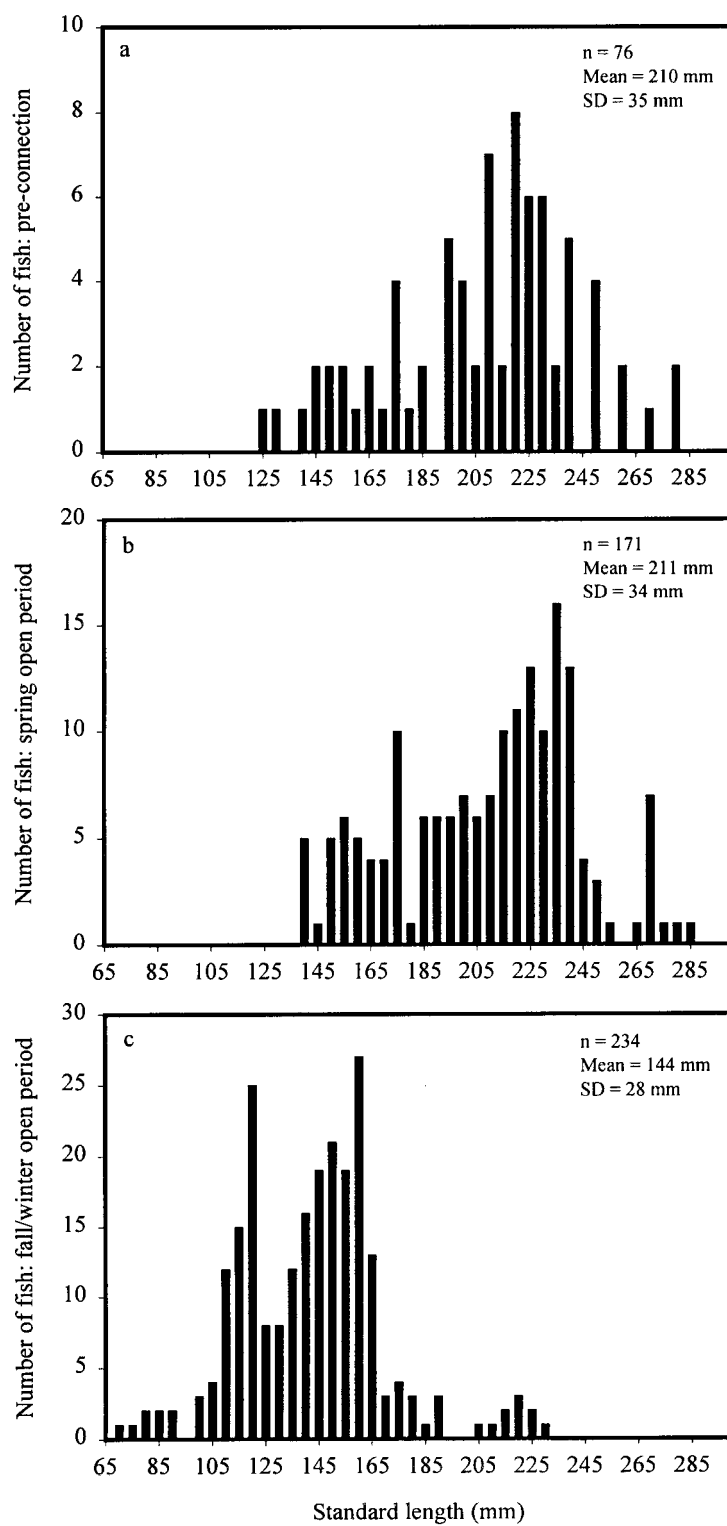 a
n = 76
Mean = 210 mm
SD = 35 mm
Number of fish: pre-connection
10
8
6
4
2
0
65 85 105 125 145 165 185 205 225 245 265 285
b
n = 171
Mean = 211 mm
SD = 34 mm
Number of fish: spring open period
20
15
10
5
0
65 85 105 125 145 165 185 205 225 245 265 285
c
n = 234
Mean = 144 mm
SD = 28 mm
Number of fish: fall/winter open period
30
25
20
15
10
5
0
65 85 105 125 145 165 185 205 225 245 265 285
Standard length (mm)